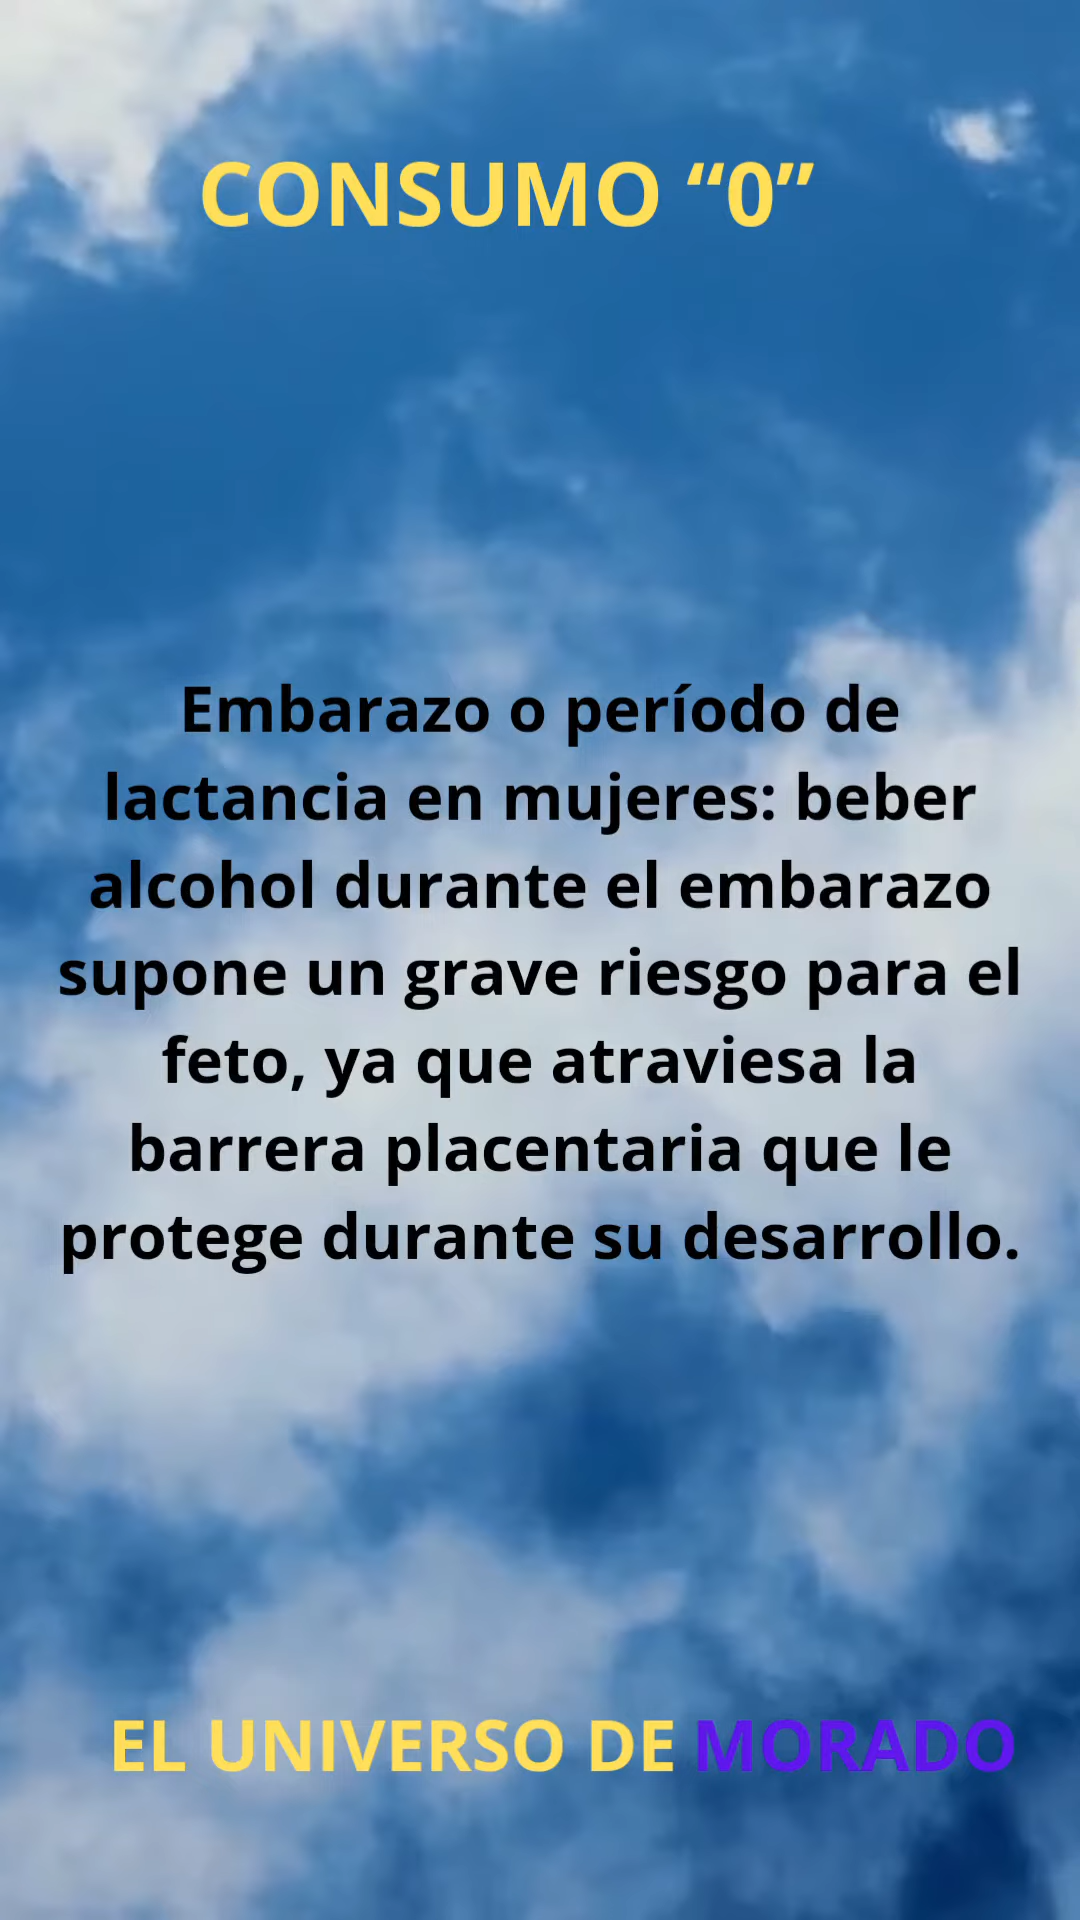 CONSUMO “0”
Embarazo o período de
lactancia en mujeres: beber
alcohol durante el embarazo
supone un grave riesgo para el
feto, ya que atraviesa la
barrera placentaria que le
protege durante su desarrollo.
EL UNIVERSO DE MORADO